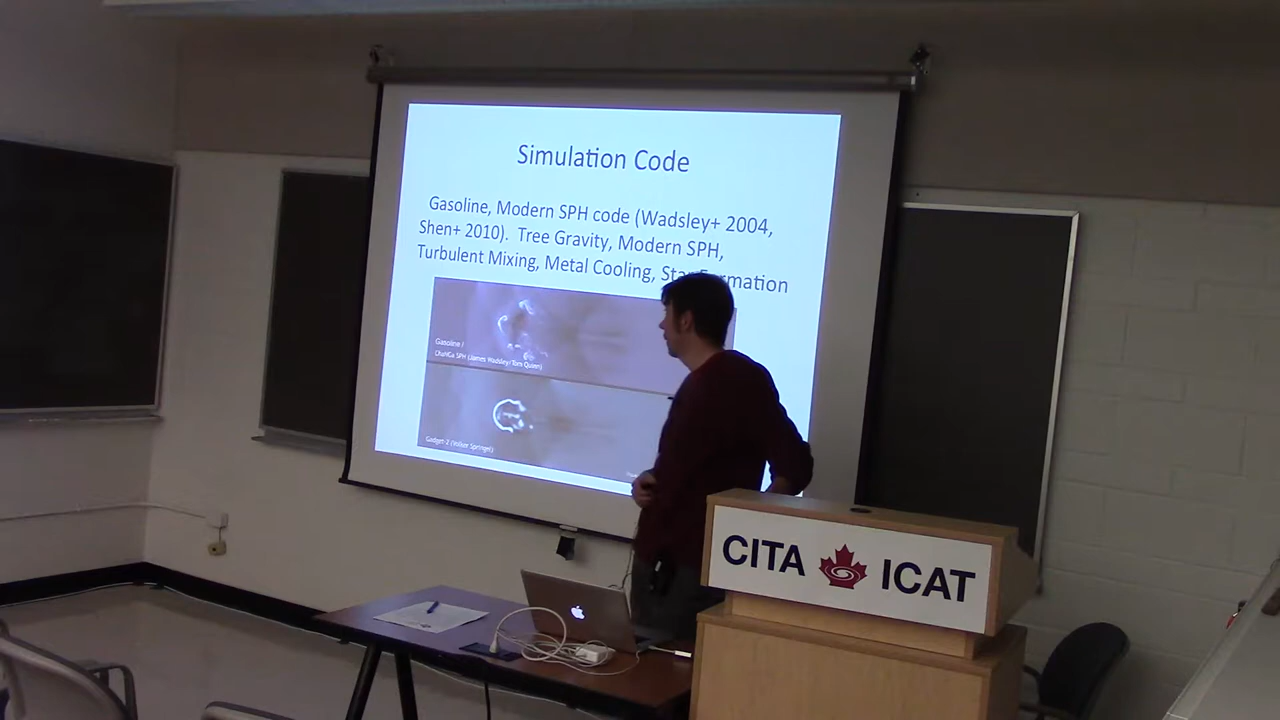 Simulation Code
Gasoline, Modern SPH code (Wadsley+ 2004,
Shen+ 2010). Tree Gravity, Modern SPH,
Turbulent Mixing, Metal Cooling, Star mation
Gasoline /
ChaNGa SPH (James Wadsley/Tom Quinn)
Gadget-2 (Volker Springel)
CITA ICAT